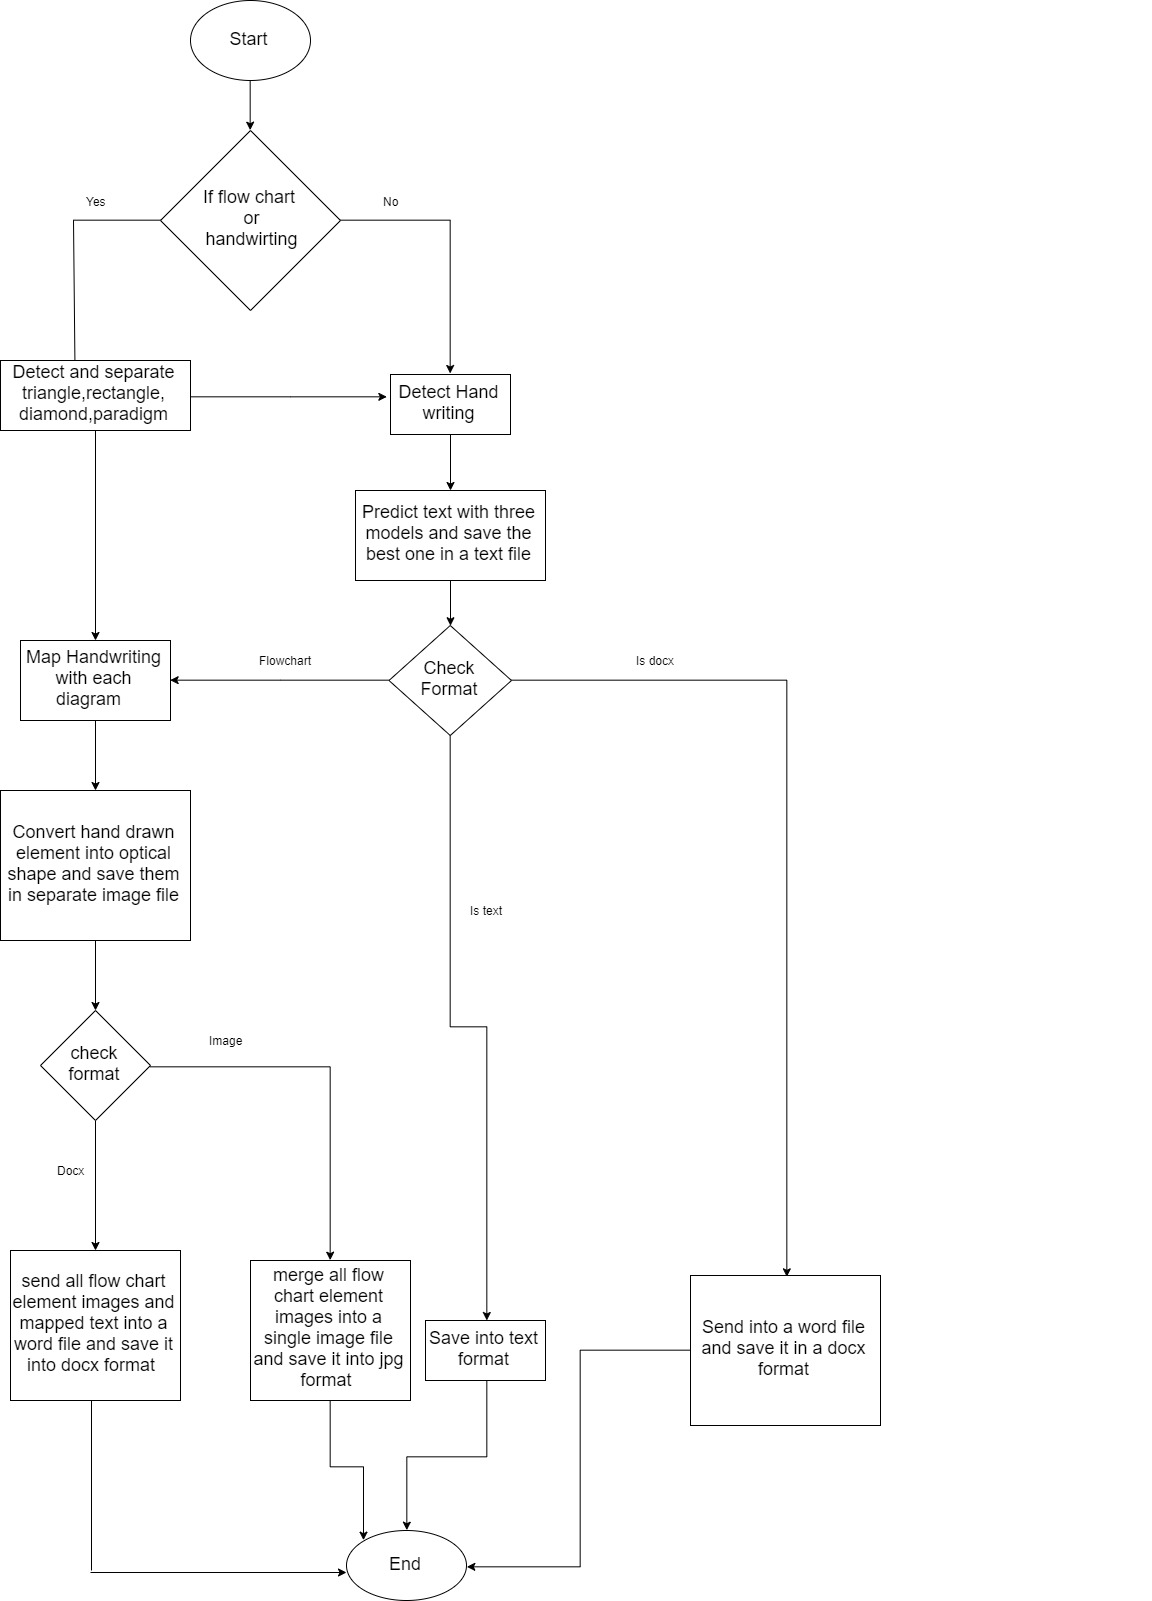 Start
If flow chart
or
handwirting
Yes
No
Detect and separate
triangle,rectangle,
diamond,paradigm
Detect Hand
writing
Predict text with three
models and save the
best one in a text file
Map Handwriting
with each
diagram
Flowchart
Check
Format
Is docx
Convert hand drawn
element into optical
shape and save them
in separate image file
Is text
check
format
Image
Docx
send all flow chart
element images and
mapped text into a
word file and save it
into docx format
merge all flow
chart element
images into a
single image file
and save it into jpg
format
Save into text
format
Send into a word file
and save it in a docx
format
End